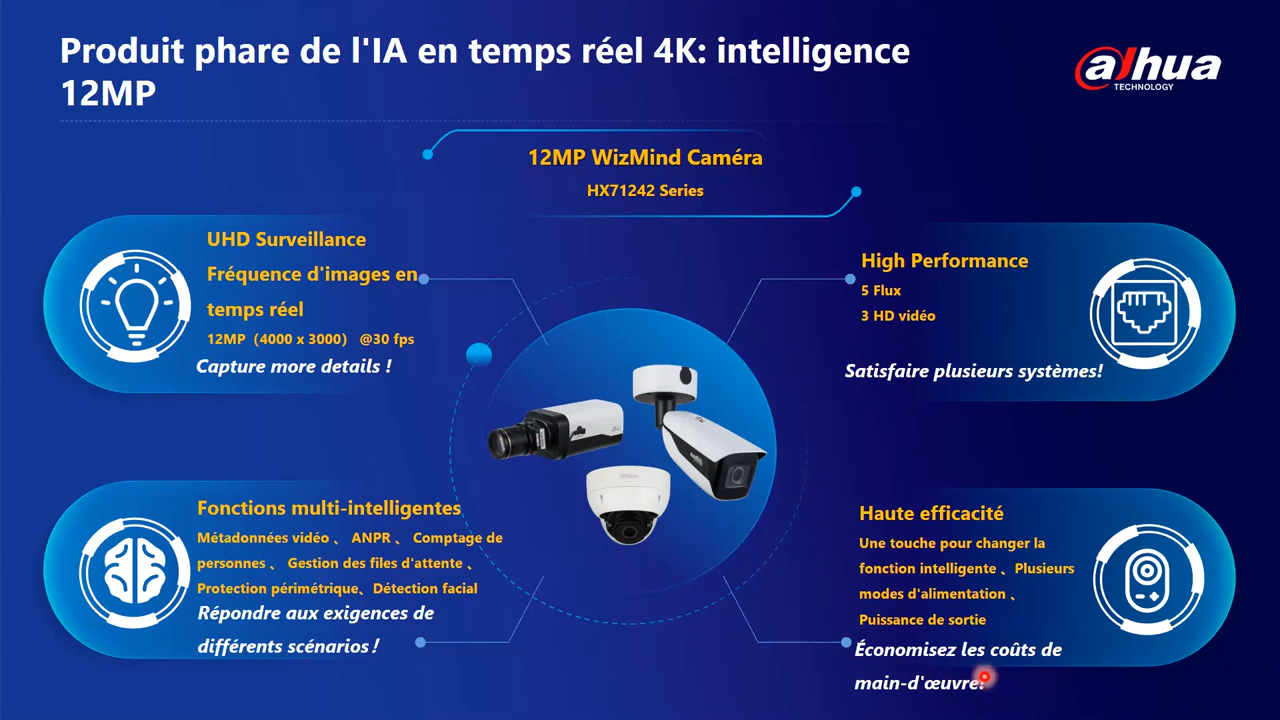 Produit phare de l'IA en temps réel 4K: intelligence
12MP
alhua
TECHNOLOGY
12MP WizMind Caméra
HX71242 Series
UHD Surveillance
Fréquence d'images en
temps réel
12MP（4000 x 3000） @30 fps
Capture more details !
High Performance
5 Flux
3 HD vidéo
Satisfaire plusieurs systèmes!
Fonctions multi-intelligentes
Métadonnées vidéo 、 ANPR 、 Comptage de
personnes 、 Gestion des files d'attente 、
Protection périmétrique、Détection facial
Répondre aux exigences de
différents scénarios !
Haute efficacité
Une touche pour changer la
fonction intelligente 、Plusieurs
modes d'alimentation 、
Puissance de sortie
Économisez les coûts de
main-d'œuvre!